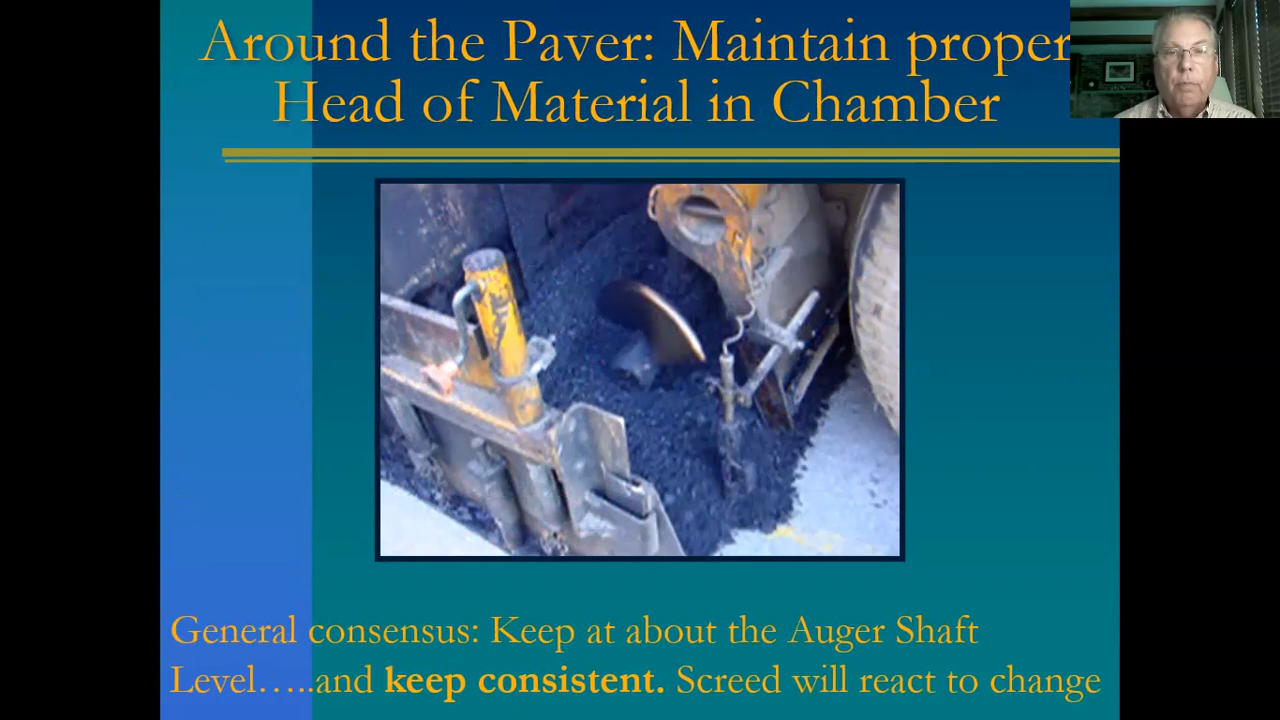 Around the Paver: Maintain proper
Head of Material in Chamber
General consensus: Keep at about the Auger Shaft
Level…..and keep consistent. Screed will react to change